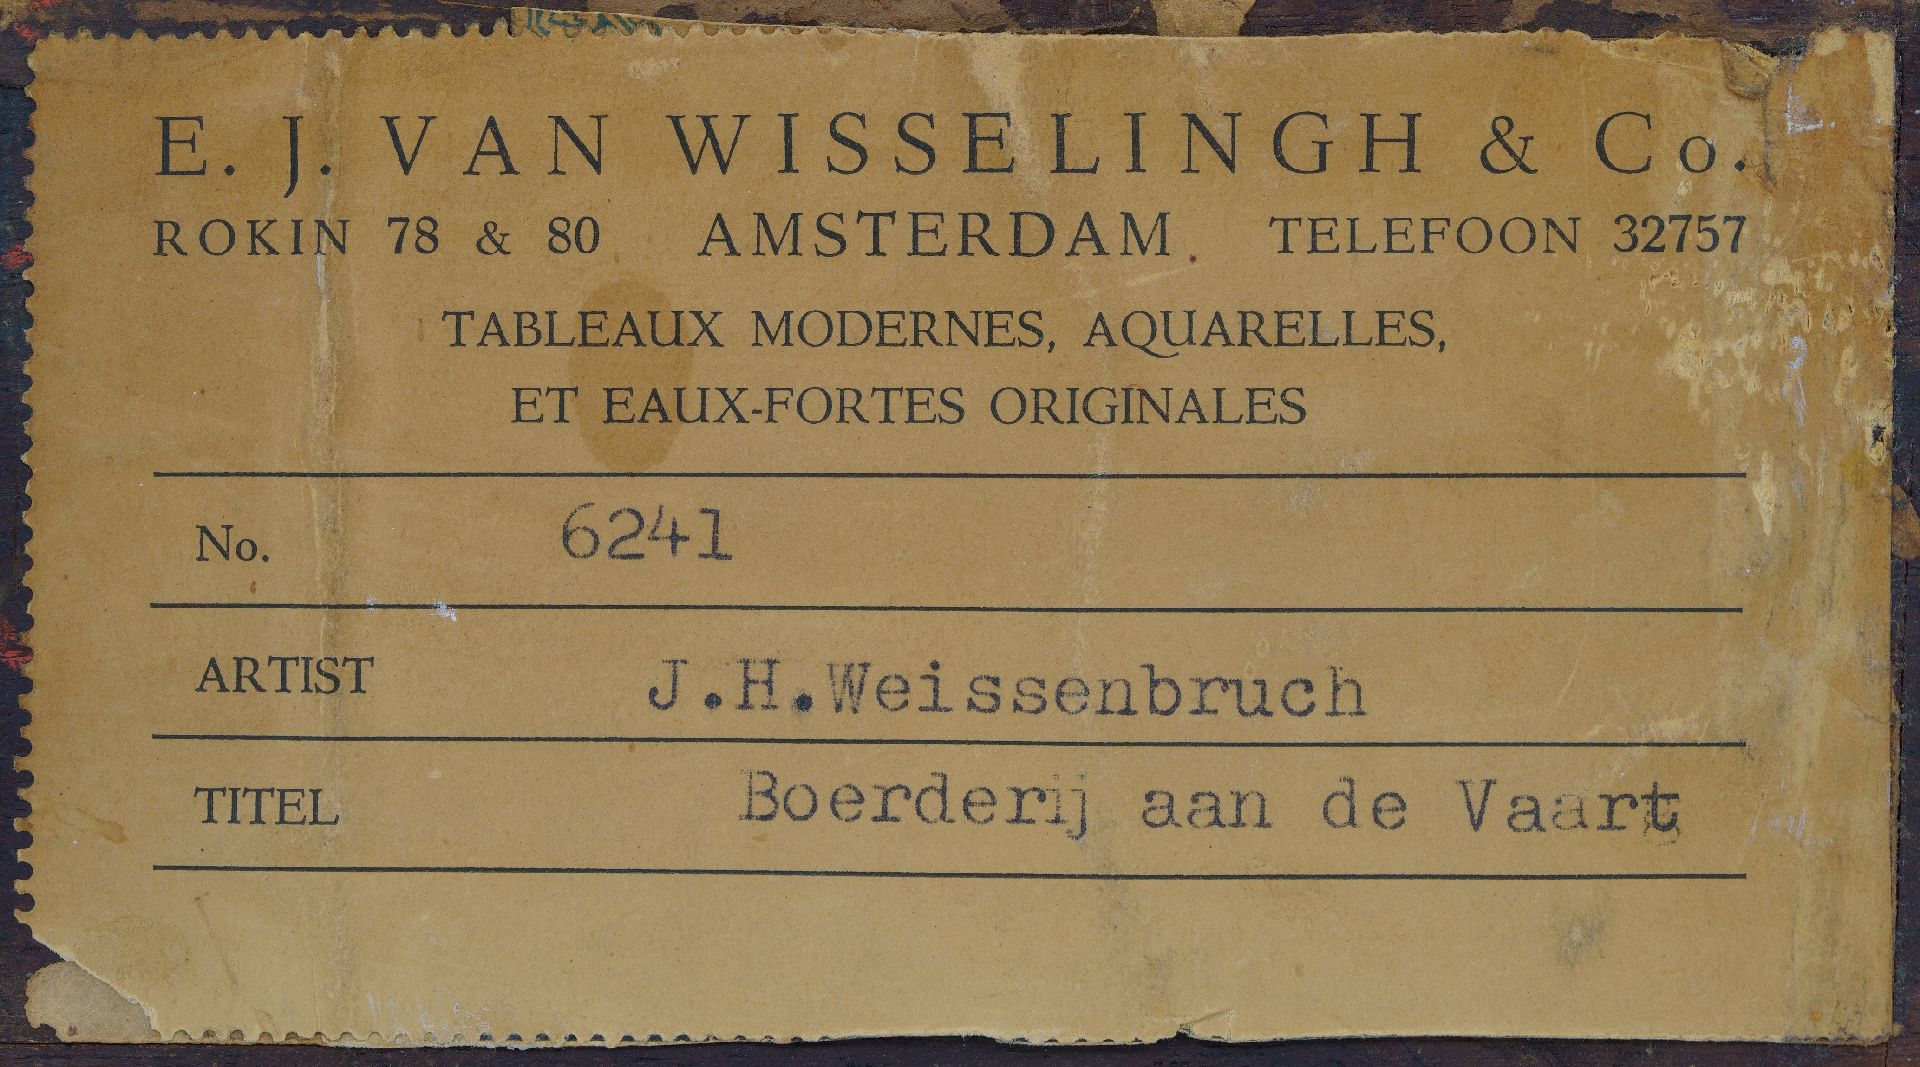 E. J. VAN WISSELINGH & Co.
ROKIN 78 & 80 AMSTERDAM TELEFOON 32757
TABLEAUX MODERNES, AQUARELLES,
ET EAUX-FORTES ORIGINALES
No. 6241
ARTIST J.H.Weissenbruch
TITEL Boerderij aan de Vaart